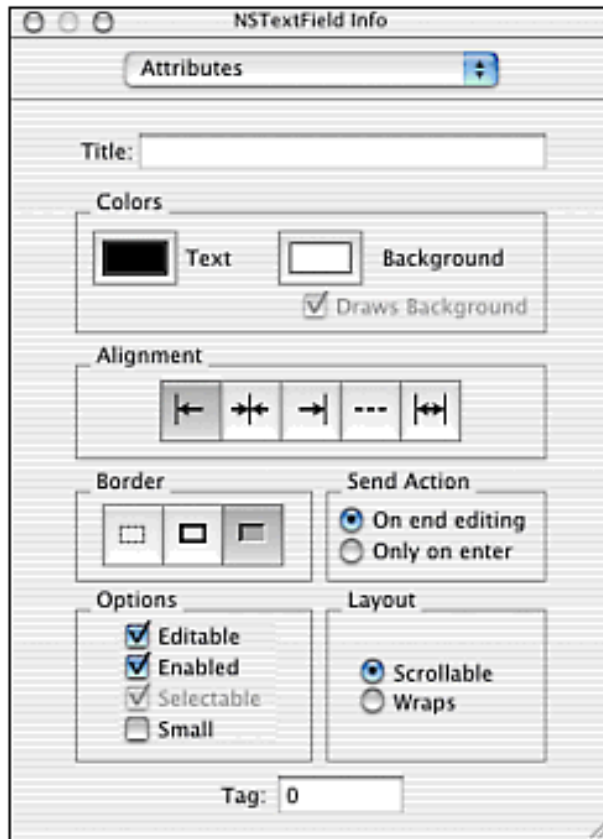 NSTextField Info
Attributes
Title:
Colors
Text Background
Draws Background
Alignment
Border Send Action
On end editing
Only on enter
Options Layout
Editable
Enabled
Scrollable
Selectable
Wraps
Small
Tag: 0